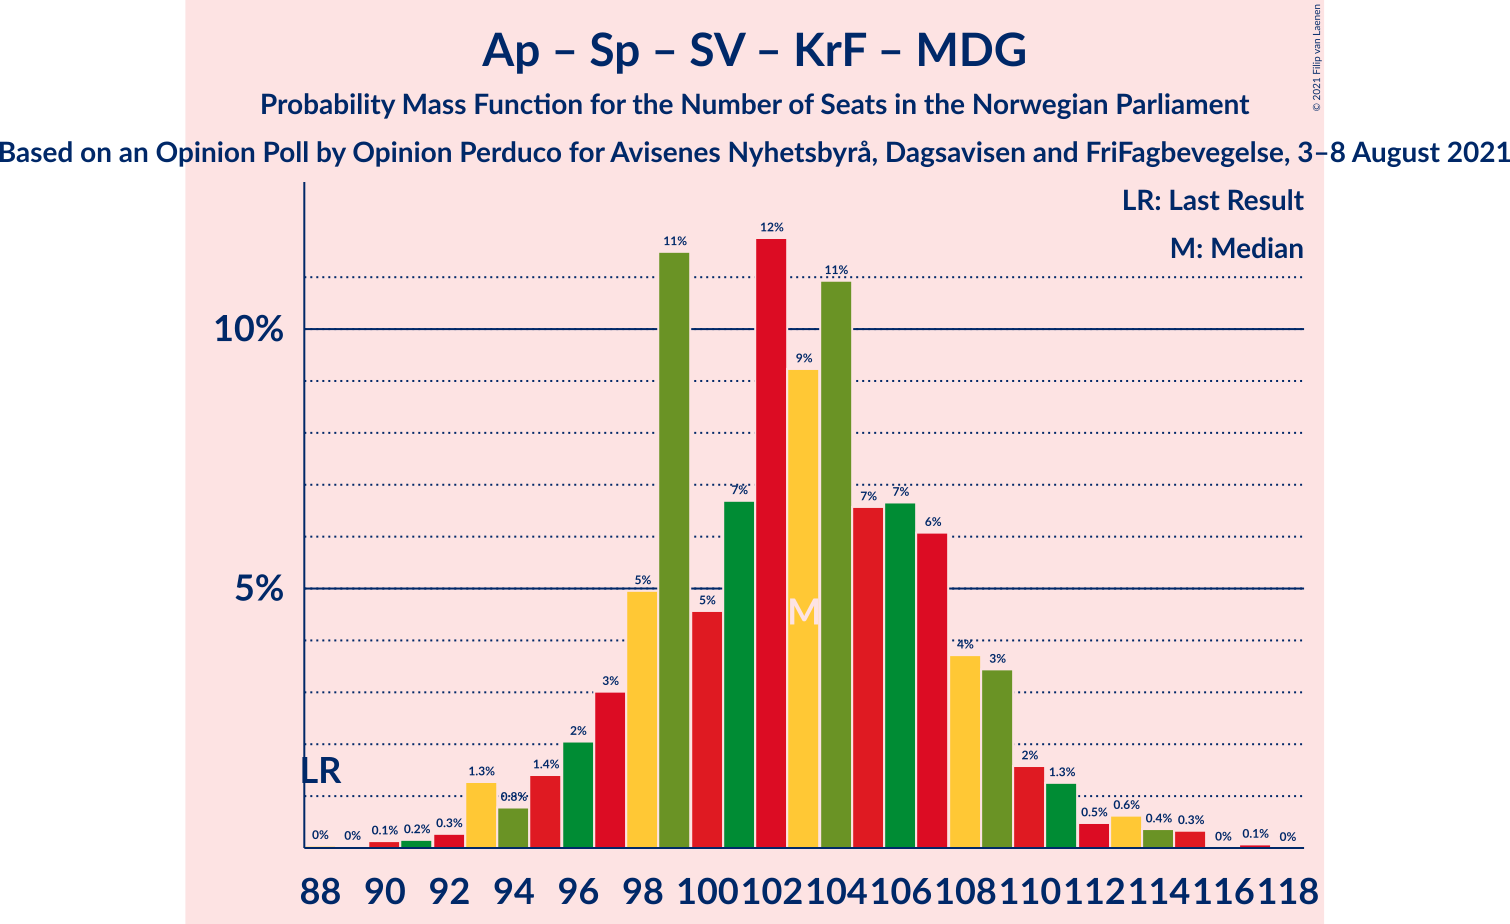 Ap – Sp – SV – KrF – MDG
Probability Mass Function for the Number of Seats in the Norwegian Parliament
Based on an Opinion Poll by Opinion Perduco for Avisenes Nyhetsbyrå, Dagsavisen and FriFagbevegelse, 3–8 August 2021
© 2021 Filip van Laenen
LR: Last Result
M: Median
10%
5%
LR
M
0% 0% 0.1% 0.2% 0.3% 1.3% 0.8% 1.4% 2% 3% 5% 11% 5% 7% 12% 9% 11% 7% 7% 6% 4% 3% 2% 1.3% 0.5% 0.6% 0.4% 0.3% 0% 0.1% 0%
88 90 92 94 96 98 100 102 104 106 108 110 112 114 116 118